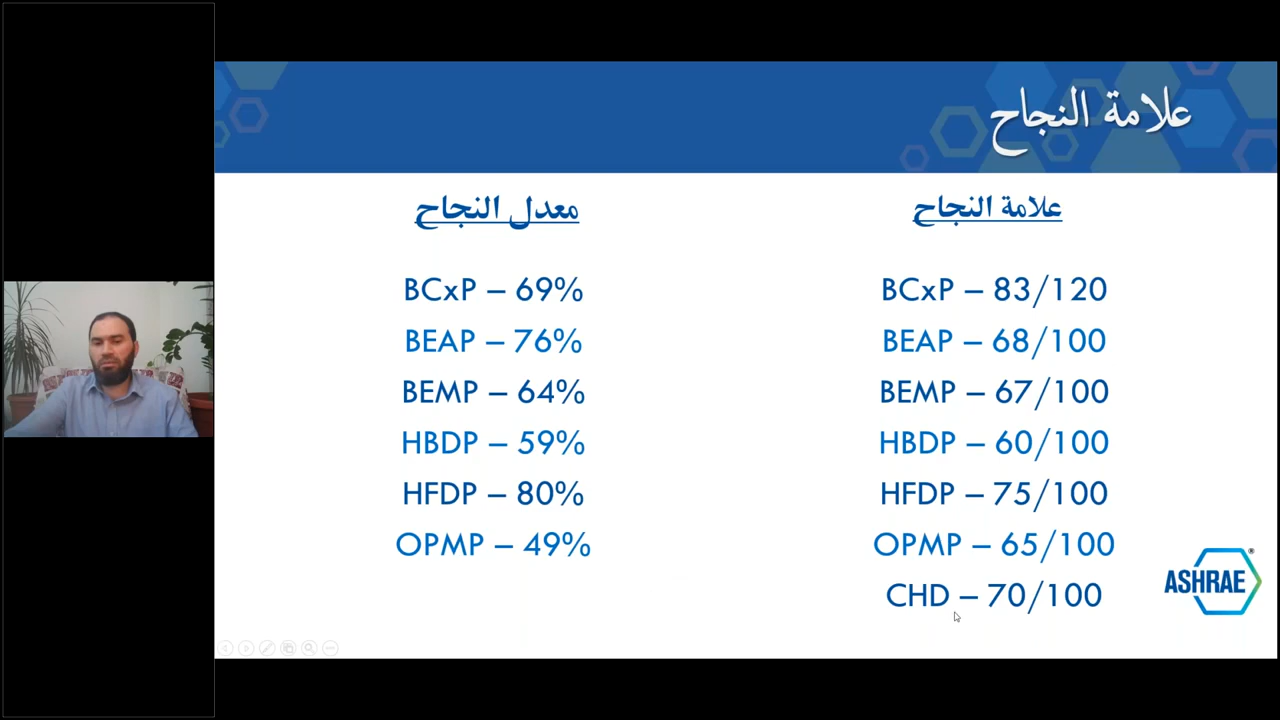 علامة النجاح
علامة النجاح
BCxP – 83/120
BEAP – 68/100
BEMP – 67/100
HBDP – 60/100
HFDP – 75/100
OPMP – 65/100
CHD – 70/100
معدل النجاح
BCxP – 69%
BEAP – 76%
BEMP – 64%
HBDP – 59%
HFDP – 80%
OPMP – 49%
ASHRAE®